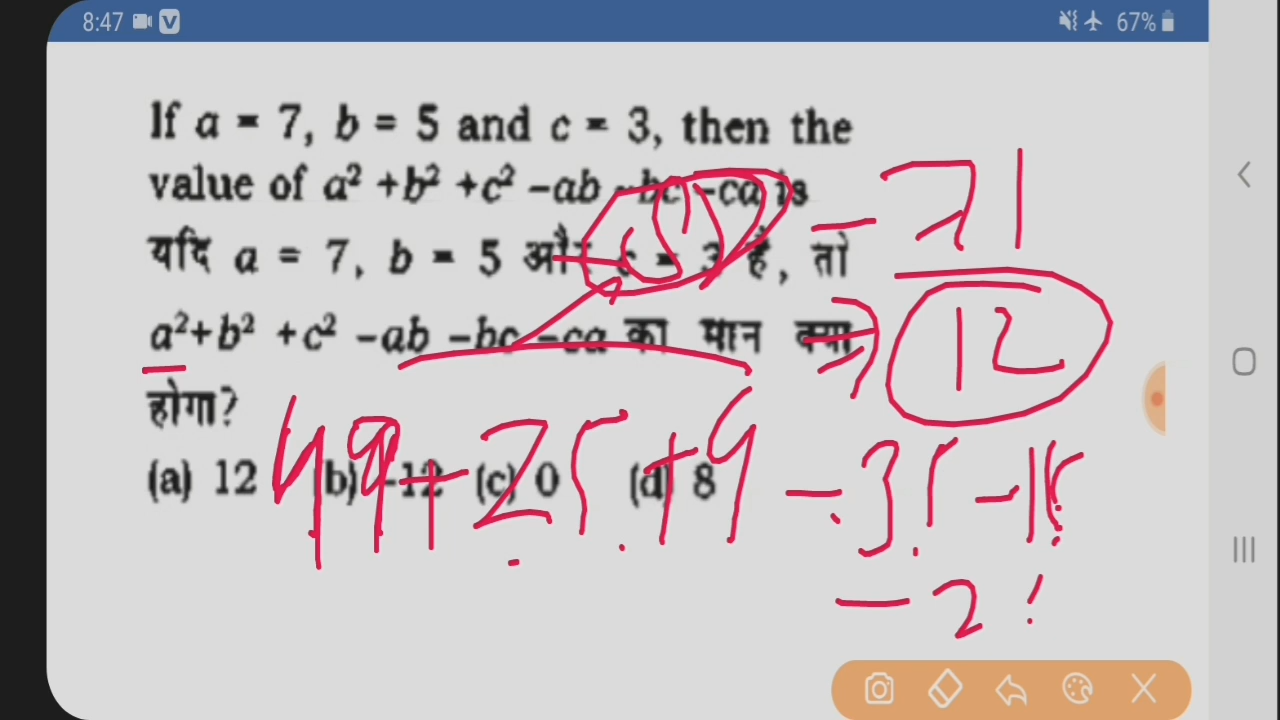 8:47 V 67%
If a = 7, b = 5 and c = 3, then the
value of a² +b² +c² -ab -bc -ca is
यदि a = 7, b = 5 और c = 3 है, तो
a²+b² +c² -ab -bc -ca का मान क्या
होगा?
(a) 12 (b) -12 (c) 0 (d) 8
- 71
12
49+25+9 -35-15
- 2